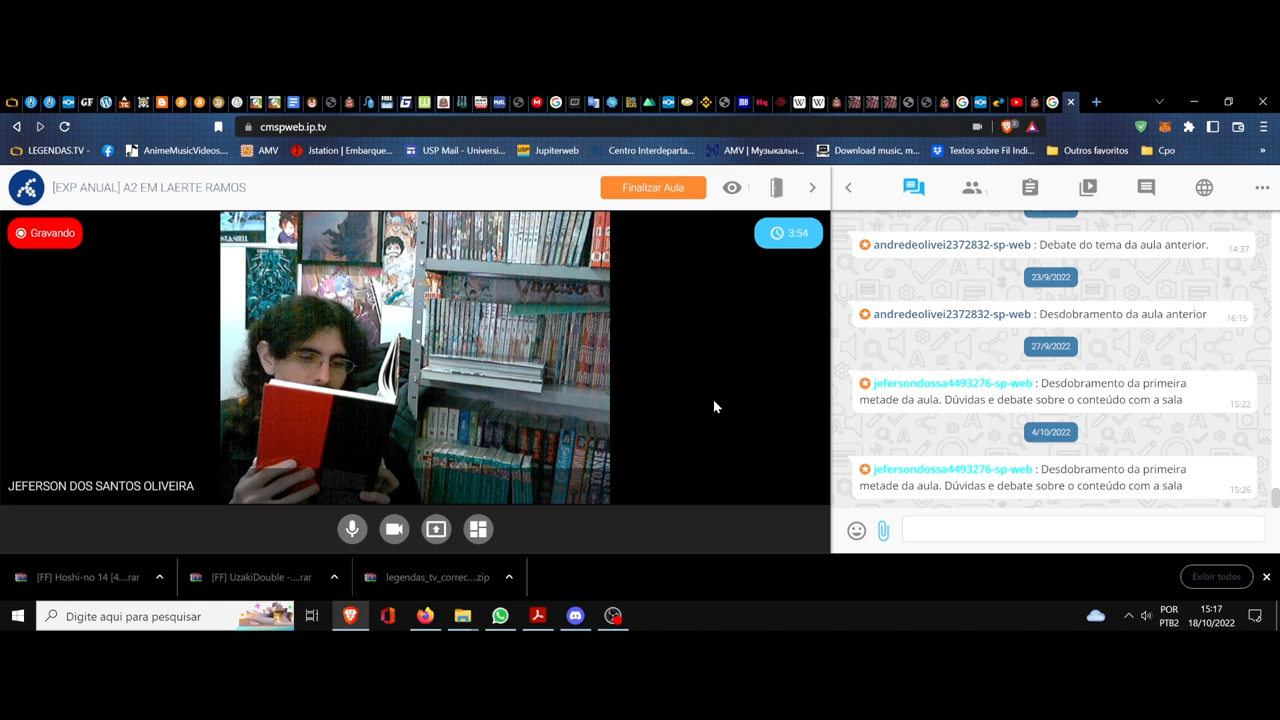 cmspweb.ip.tv
2
LEGENDAS.TV -
AnimeMusicVideos....
AMV
Jstation | Embarque...
USP Mail - Universi...
Jupiterweb
Centro Interdeparta...
AMV | Музыкальн...
Download music, m...
Textos sobre Fil Indi...
Outros favoritos
Cpo
»
[EXP ANUAL] A2 EM LAERTE RAMOS
Finalizar Aula
1
1
Gravando
3:54
JEFERSON DOS SANTOS OLIVEIRA
andredeolivei2372832-sp-web : Debate do tema da aula anterior.
14:37
23/9/2022
andredeolivei2372832-sp-web : Desdobramento da aula anterior
16:15
27/9/2022
jefersondossa4493276-sp-web : Desdobramento da primeira
metade da aula. Dúvidas e debate sobre o conteúdo com a sala
15:22
4/10/2022
jefersondossa4493276-sp-web : Desdobramento da primeira
metade da aula. Dúvidas e debate sobre o conteúdo com a sala
15:26
[FF] Hoshi-no 14 [4....rar
[FF] UzakiDouble -....rar
legendas_tv_correc....zip
Exibir todos
Digite aqui para pesquisar
POR
PTB2
15:17
18/10/2022